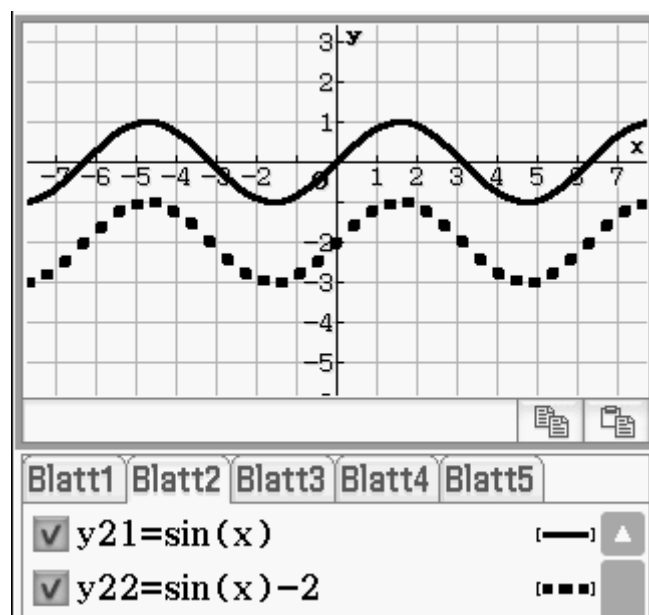 3 y
2
1
x
-7 -6 -5 -4 -3 -2 0 1 2 3 4 5 6 7
-2
-3
-4
-5
Blatt1 Blatt2 Blatt3 Blatt4 Blatt5
y21=sin(x)
y22=sin(x)-2